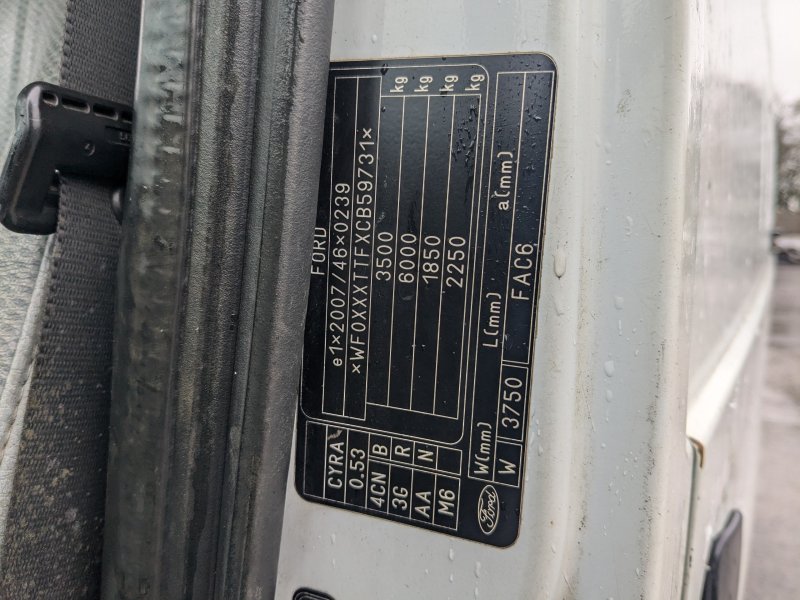 FORD
e1×2007/46×0239
×WF0XXXTTFXCB59731×
3500 kg
6000 kg
1850 kg
2250 kg
CYRA
0.53
4CN B
3G R
AA N
M6
W(mm) L(mm) a(mm)
W 3750 FAC6
Ford